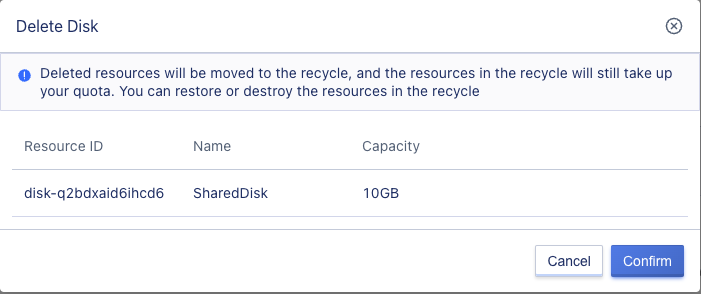 Delete Disk
Deleted resources will be moved to the recycle, and the resources in the recycle will still take up
your quota. You can restore or destroy the resources in the recycle
Resource ID Name Capacity
disk-q2bdxaid6ihcd6 SharedDisk 10GB
Cancel Confirm